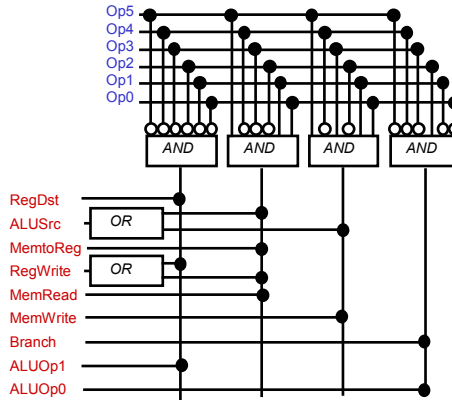 Op5
Op4
Op3
Op2
Op1
Op0
AND AND AND AND
RegDst
ALUSrc OR
MemtoReg
RegWrite OR
MemRead
MemWrite
Branch
ALUOp1
ALUOp0